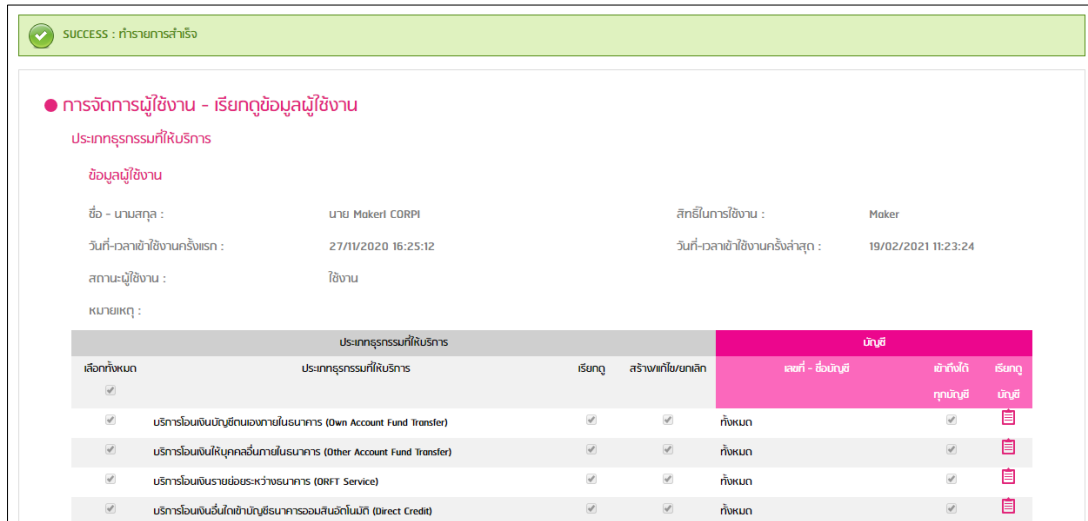 SUCCESS : ทำรายการสำเร็จ
การจัดการผู้ใช้งาน - เรียกดูข้อมูลผู้ใช้งาน
ประเภทธุรกรรมที่ให้บริการ
ข้อมูลผู้ใช้งาน
ชื่อ - นามสกุล : นาย MakerI CORPI สิทธิ์ในการใช้งาน : Maker
วันที่-เวลาเข้าใช้งานครั้งแรก : 27/11/2020 16:25:12 วันที่-เวลาเข้าใช้งานครั้งล่าสุด : 19/02/2021 11:23:24
สถานะผู้ใช้งาน : ใช้งาน
หมายเหตุ :
ประเภทธุรกรรมที่ให้บริการ บัญชี
เลือกทั้งหมด ประเภทธุรกรรมที่ให้บริการ เรียกดู สร้าง/แก้ไข/ยกเลิก เลขที่ - ชื่อบัญชี เข้าถึงได้ เรียกดู
ทุกบัญชี บัญชี
บริการโอนเงินบัญชีตนเองภายในธนาคาร (Own Account Fund Transfer) ทั้งหมด
บริการโอนเงินให้บุคคลอื่นภายในธนาคาร (Other Account Fund Transfer) ทั้งหมด
บริการโอนเงินรายย่อยระหว่างธนาคาร (ORFT Service) ทั้งหมด
บริการโอนเงินอื่นใดเข้าบัญชีธนาคารออมสินอัตโนมัติ (Direct Credit) ทั้งหมด